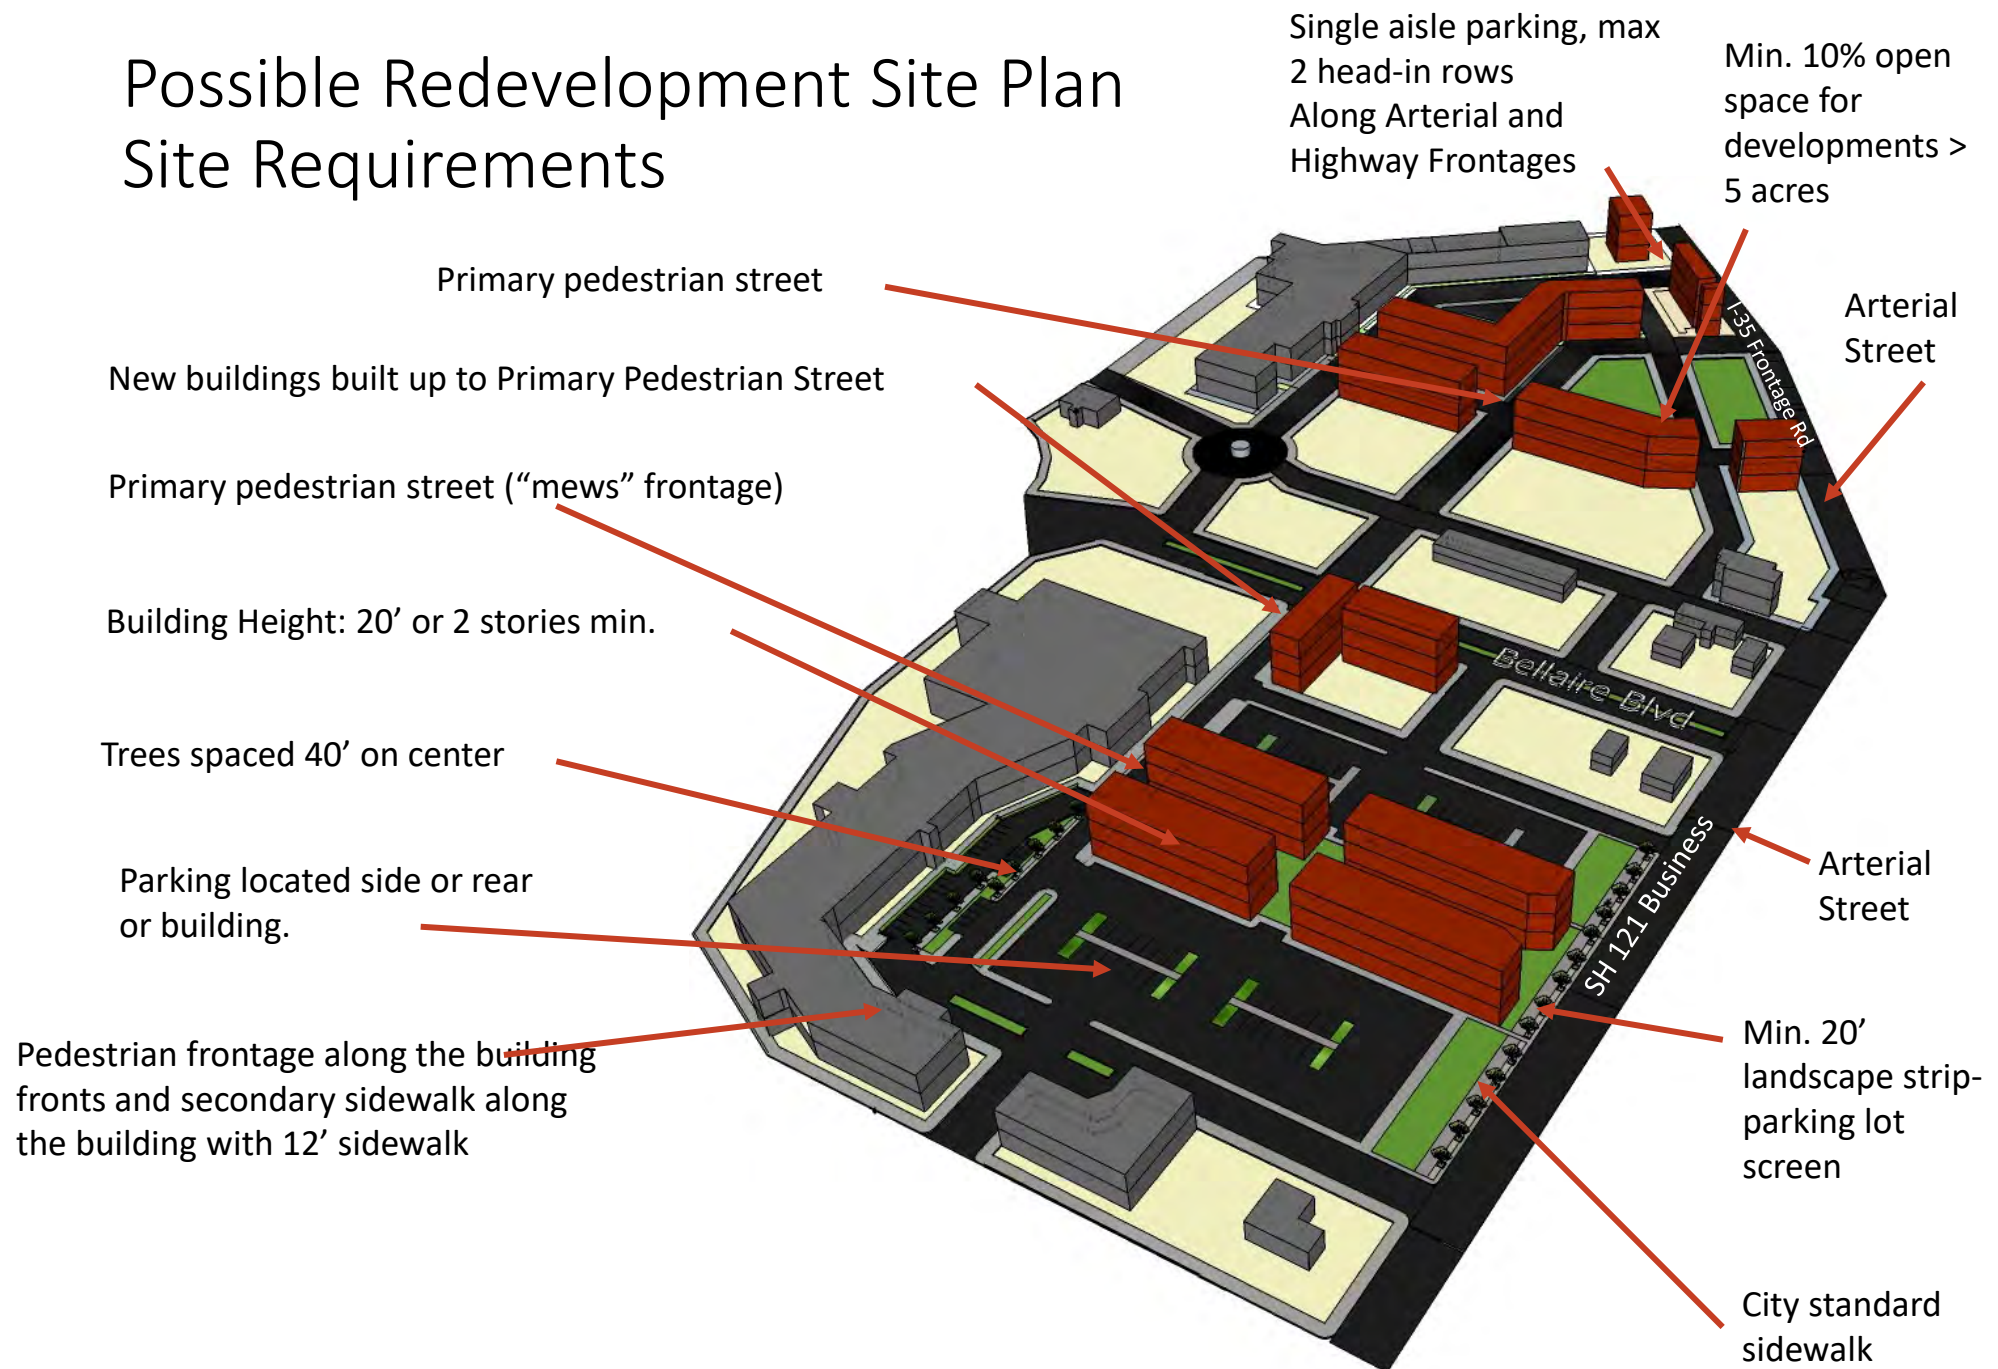 Possible Redevelopment Site Plan
Site Requirements
Single aisle parking, max
2 head-in rows
Along Arterial and
Highway Frontages
Min. 10% open
space for
developments >
5 acres
Primary pedestrian street
New buildings built up to Primary Pedestrian Street
Primary pedestrian street (“mews” frontage)
Building Height: 20’ or 2 stories min.
Trees spaced 40’ on center
Parking located side or rear
or building.
Pedestrian frontage along the building
fronts and secondary sidewalk along
the building with 12’ sidewalk
I-35 Frontage Rd
Arterial
Street
Bellaire Blvd
SH 121 Business
Arterial
Street
Min. 20’
landscape strip-
parking lot
screen
City standard
sidewalk